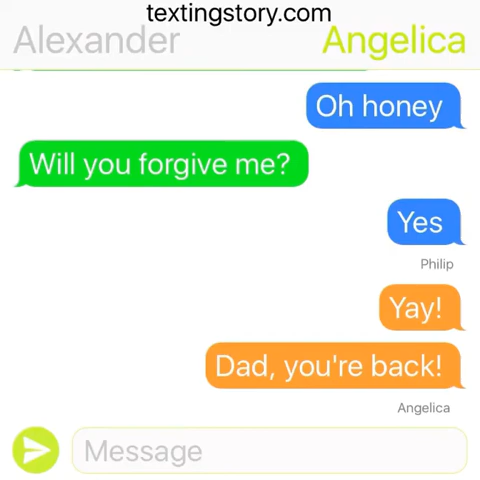 textingstory.com
Alexander Angelica
Oh honey
Will you forgive me?
Yes
Philip
Yay!
Dad, you're back!
Angelica
Message